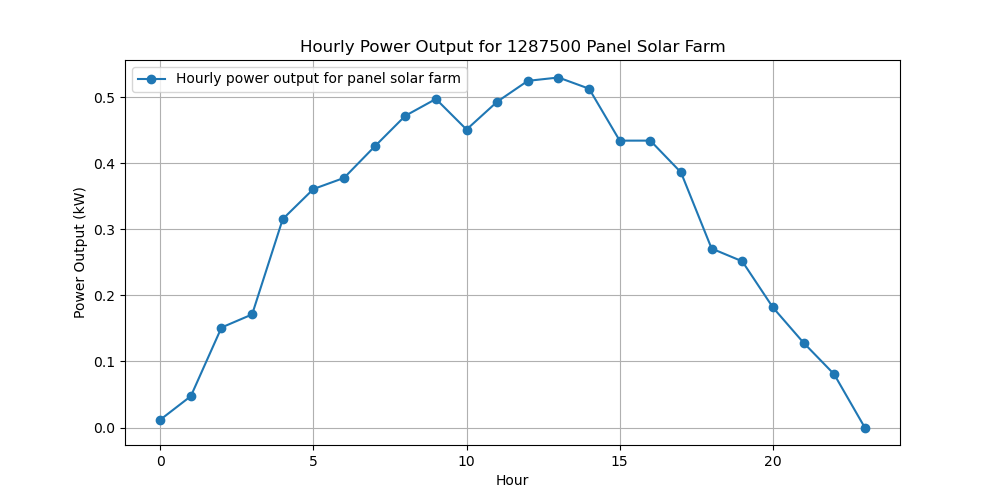 Hourly Power Output for 1287500 Panel Solar Farm
Hourly power output for panel solar farm
Power Output (kW)
0.5
0.4
0.3
0.2
0.1
0.0
0 5 10 15 20
Hour